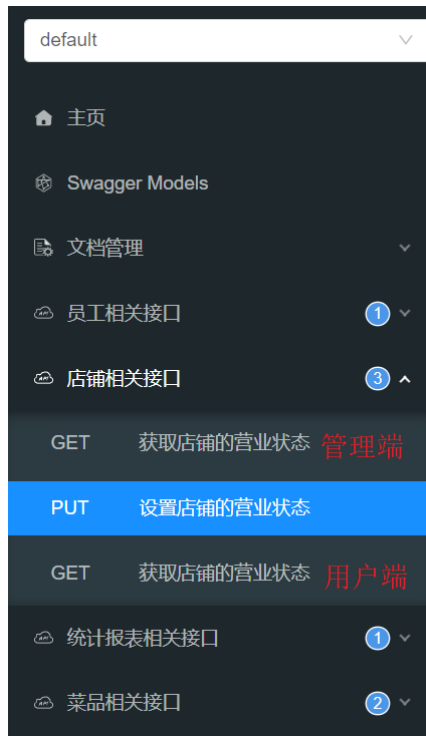 default
主页
Swagger Models
文档管理
员工相关接口 1
店铺相关接口 3
GET 获取店铺的营业状态 管理端
PUT 设置店铺的营业状态
GET 获取店铺的营业状态 用户端
统计报表相关接口 1
菜品相关接口 2